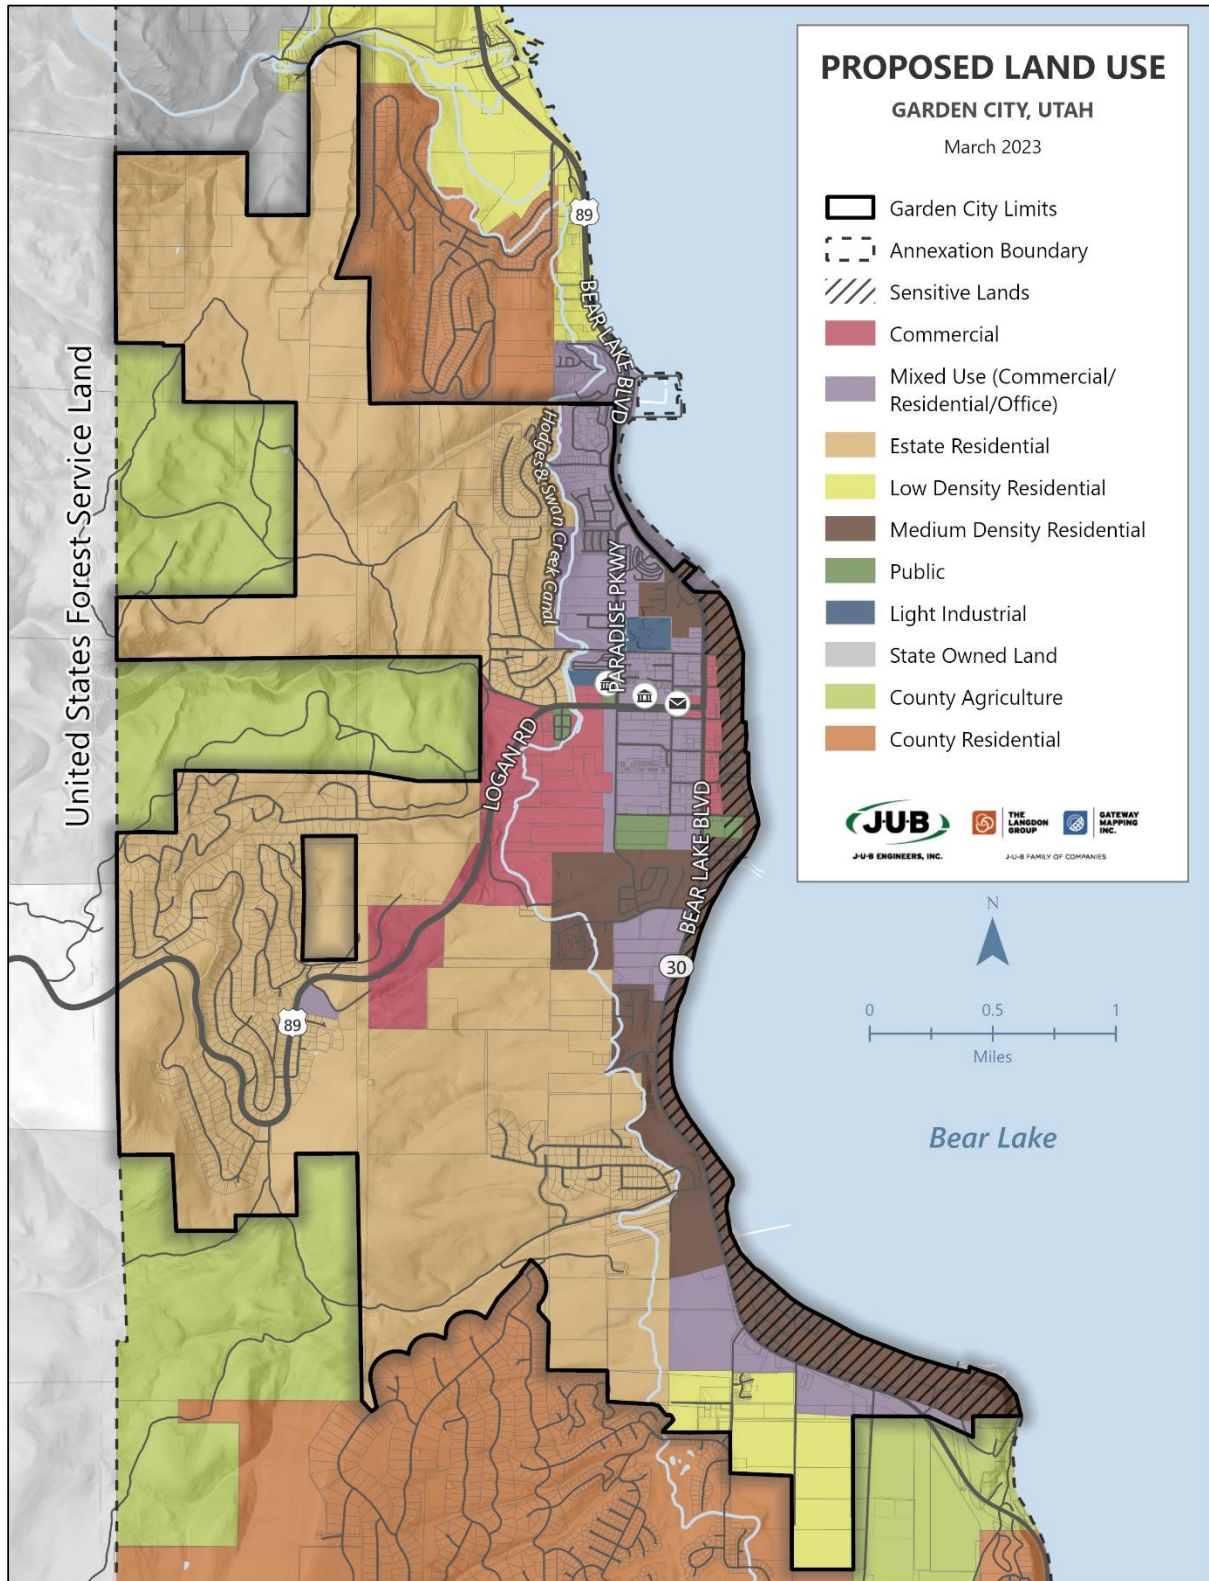 PROPOSED LAND USE
GARDEN CITY, UTAH
March 2023
Garden City Limits
Annexation Boundary
Sensitive Lands
Commercial
Mixed Use (Commercial/
Residential/Office)
Estate Residential
Low Density Residential
Medium Density Residential
Public
Light Industrial
State Owned Land
County Agriculture
County Residential
J·U·B
J·U·B ENGINEERS, INC.
THE
LANGDON
GROUP
GATEWAY
MAPPING
INC.
J·U·B FAMILY OF COMPANIES
N
0 0.5 1
Miles
Bear Lake
United States Forest Service Land
89
BEAR LAKE BLVD
Hodges & Swan Creek Canal
PARADISE PKWY
LOGAN RD
BEAR LAKE BLVD
30
89